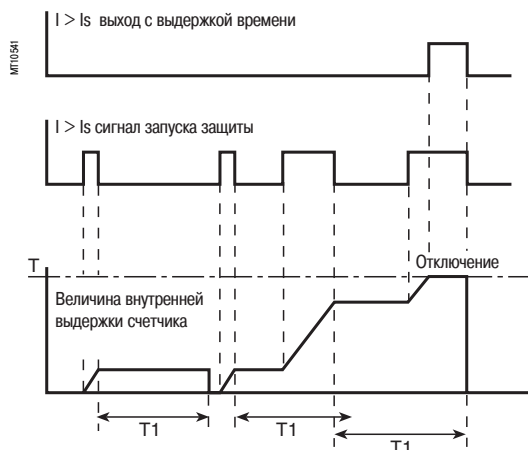 I > Is выход с выдержкой времени
MT10541
I > Is сигнал запуска защиты
T
Отключение
Величина внутренней
выдержки счетчика
T1
T1
T1